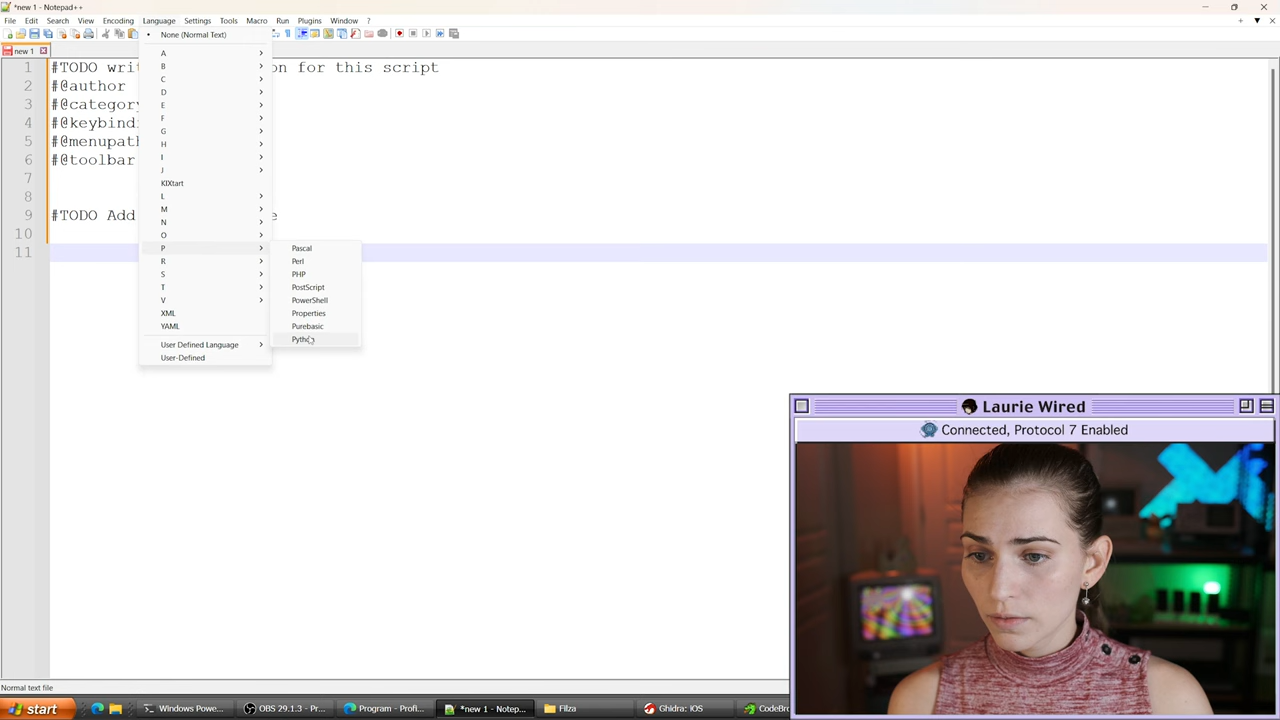 *new 1 - Notepad++
File Edit Search View Encoding Language Settings Tools Macro Run Plugins Window ?
None (Normal Text)
new 1
A
B
C
D
E
F
G
H
I
J
KIXtart
L
M
N
O
P
R
S
T
V
XML
YAML
User Defined Language
User-Defined
Pascal
Perl
PHP
PostScript
PowerShell
Properties
Purebasic
Python
1 #TODO on for this script
2 #@author
3
4
5
6 #@toolbar
7
8
9 #TODO Add
10
11
Laurie Wired
Connected, Protocol 7 Enabled
Normal text file
start
Windows Powe...
OBS 29.1.3 - Pr...
Program - Profi...
*new 1 - Notep...
Filza
Ghidra: iOS